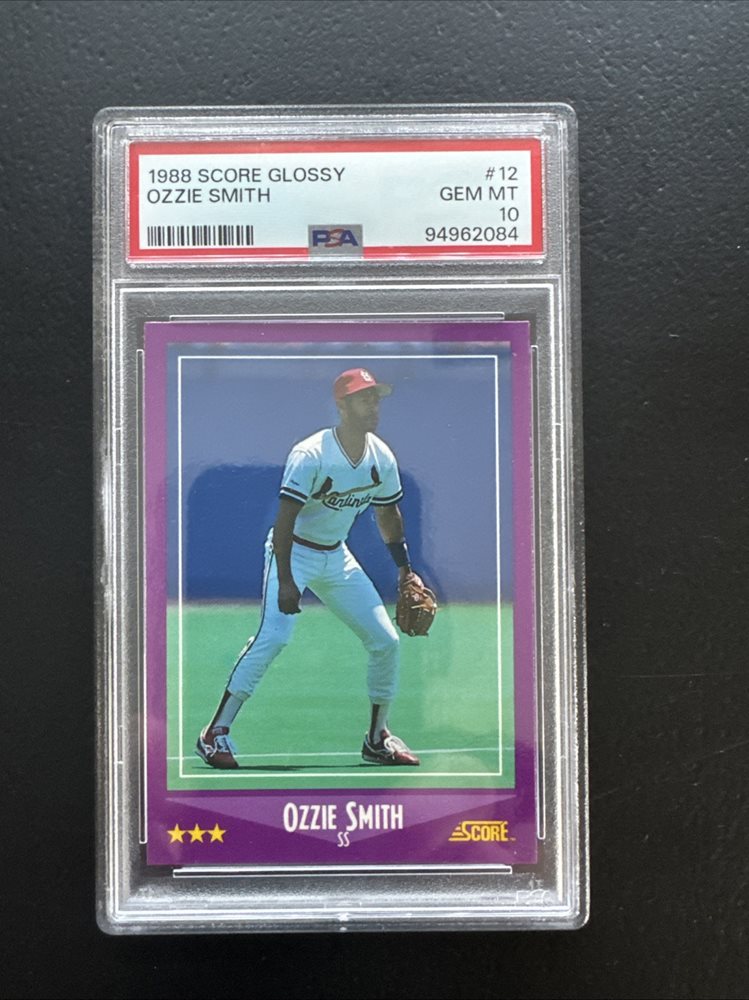 1988 SCORE GLOSSY #12
OZZIE SMITH GEM MT
10
PSA 94962084
Cardinals
OZZIE SMITH
SS
SCORE